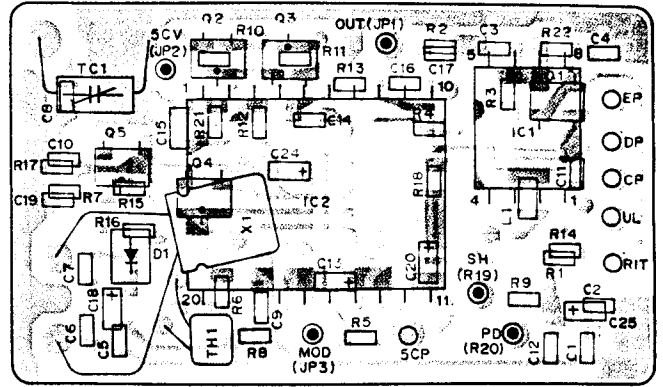 Q2
Q3
OUT(JP1)
5CV
(JP2)
R10
R11
R2
C3
R22
C4
TC1
R13
C16
C17
5
8
C8
1
10
R3
Q1
EP
C15
R21
R12
C14
R4
IC1
DP
Q5
C10
R17
C24
Q4
R18
C11
CP
C19
R7
R15
IC2
4
L1
1
UL
X1
R16
D1
R14
R1
RIT
C7
C13
C20
SH
(R19)
C18
20
R6
C9
11
R9
C2
C25
C6
C5
TH1
R8
MOD
(JP3)
R5
5CP
PD
(R20)
C12
C1